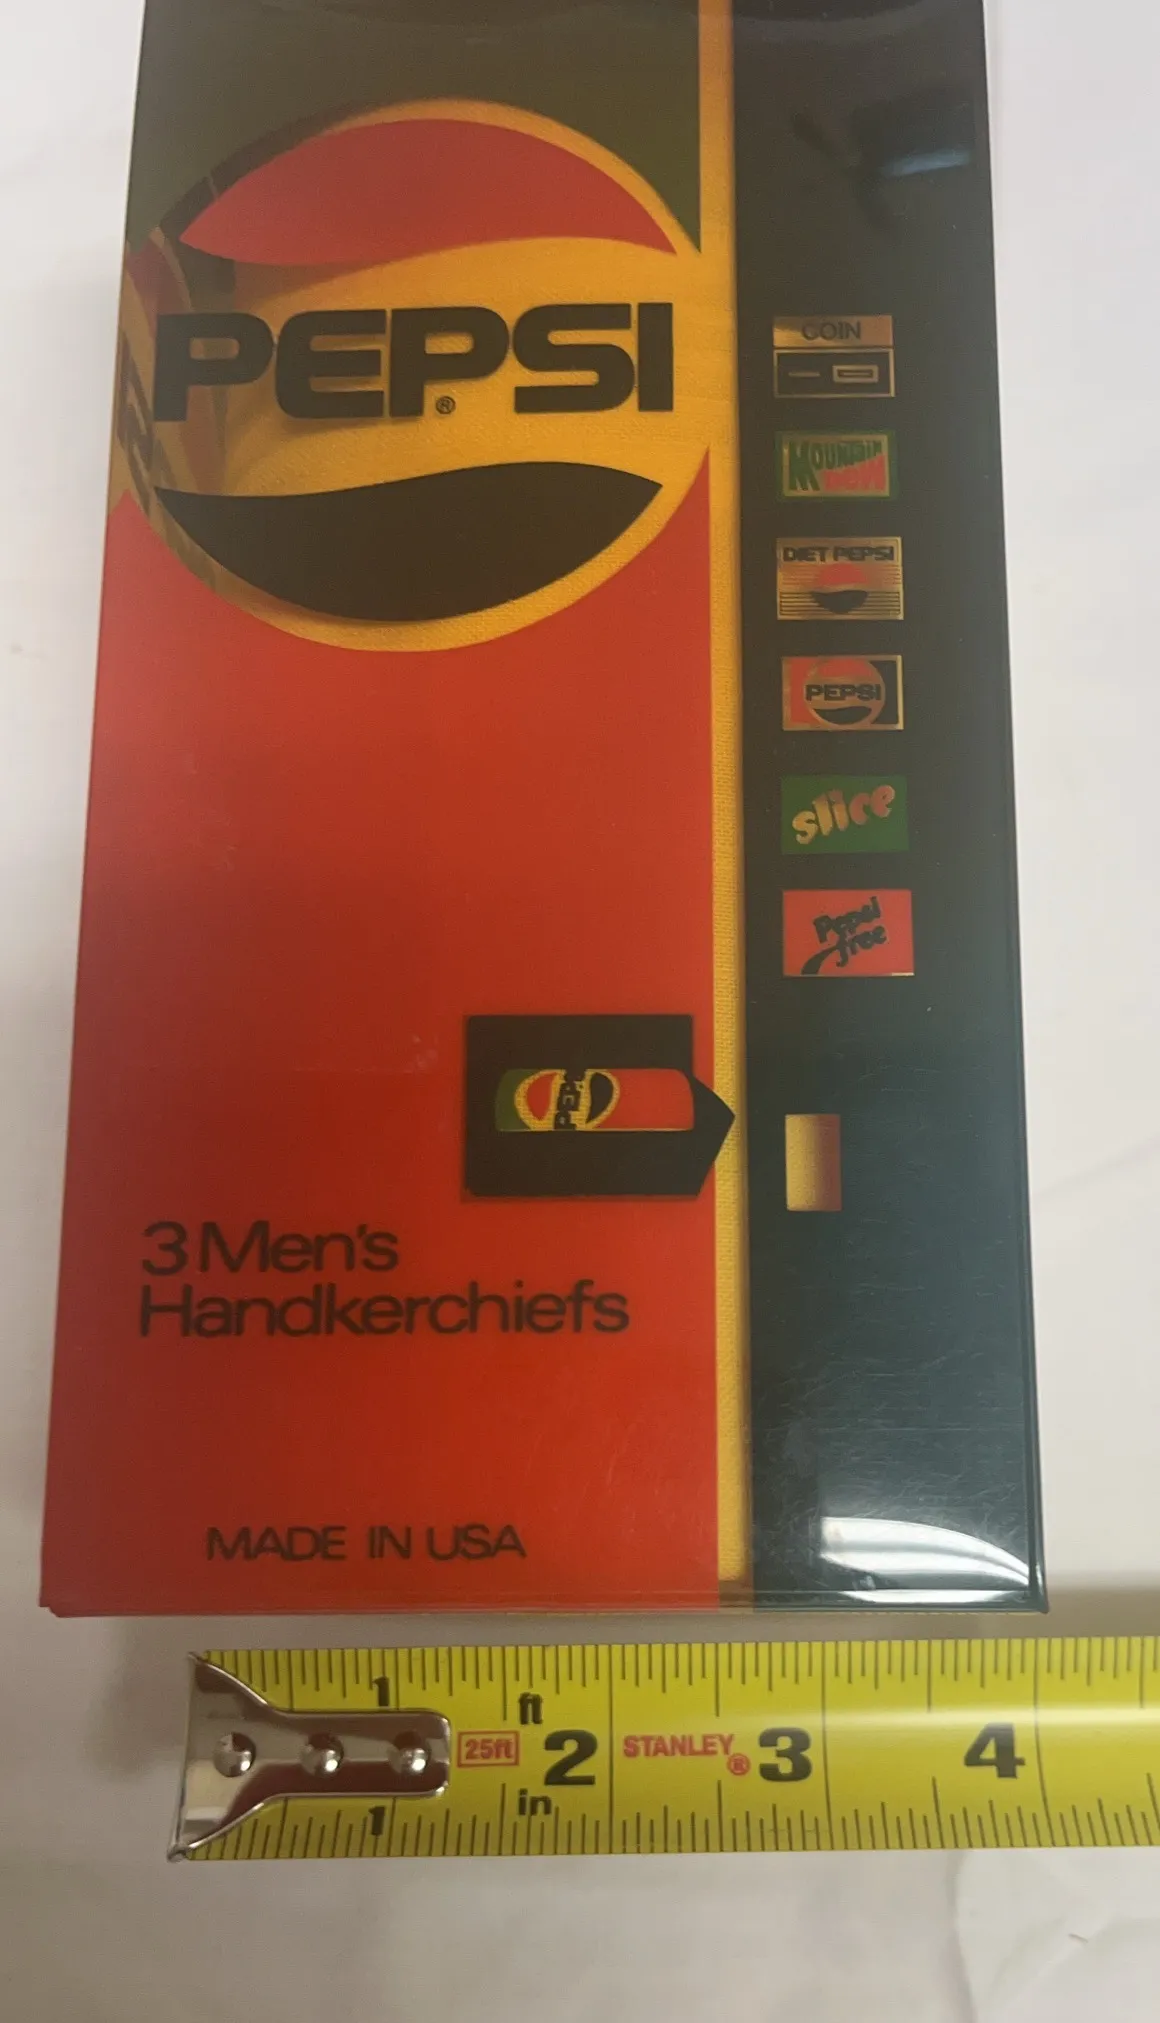 PEPSI®
COIN
MOUNTAIN
DEW
DIET PEPSI
PEPSI
slice
Pepsi
free
PEPSI
3 Men's
Handkerchiefs
MADE IN USA
1 ft 2 3 4
25ft STANLEY®
1 in